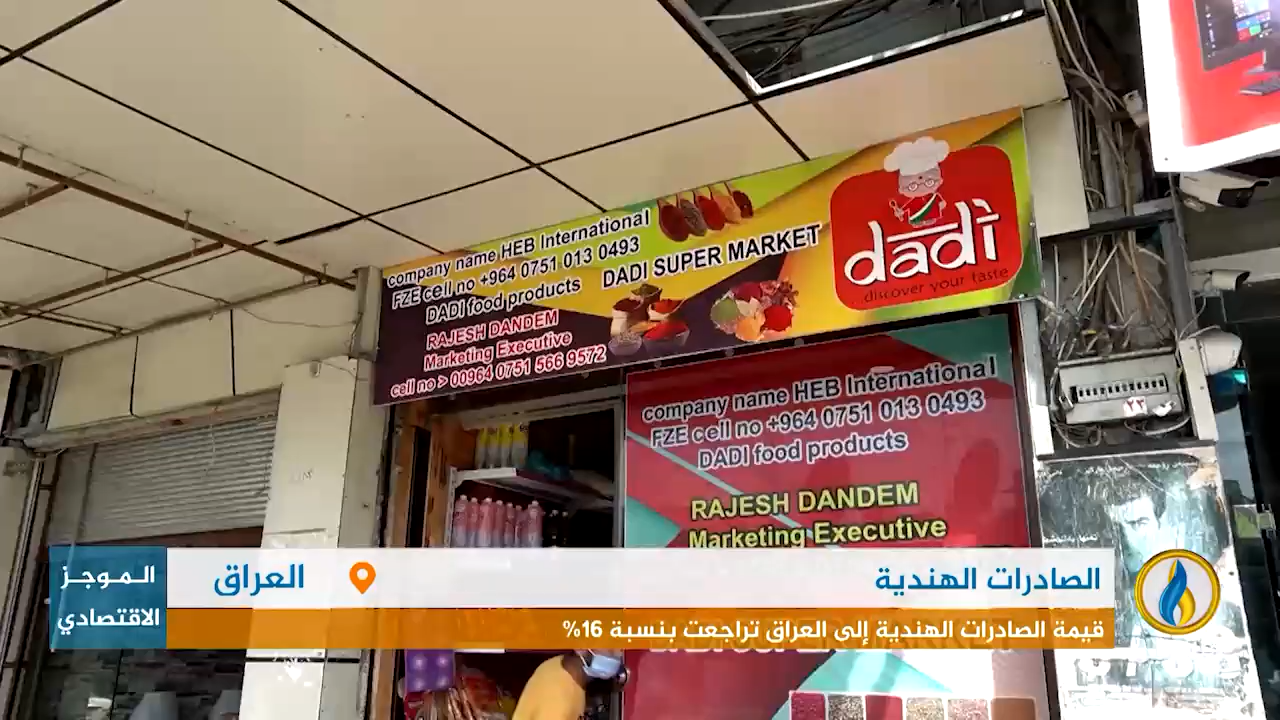 company name HEB International
FZE cell no +964 0751 013 0493
DADI food products
DADI SUPER MARKET
RAJESH DANDEM
Marketing Executive
cell no > 00964 0751 566 9572
dadi
discover your taste
company name HEB International
FZE cell no +964 0751 013 0493
DADI food products
RAJESH DANDEM
Marketing Executive
٢٢
الموجز
الاقتصادي
العراق
الصادرات الهندية
قيمة الصادرات الهندية إلى العراق تراجعت بنسبة 16%